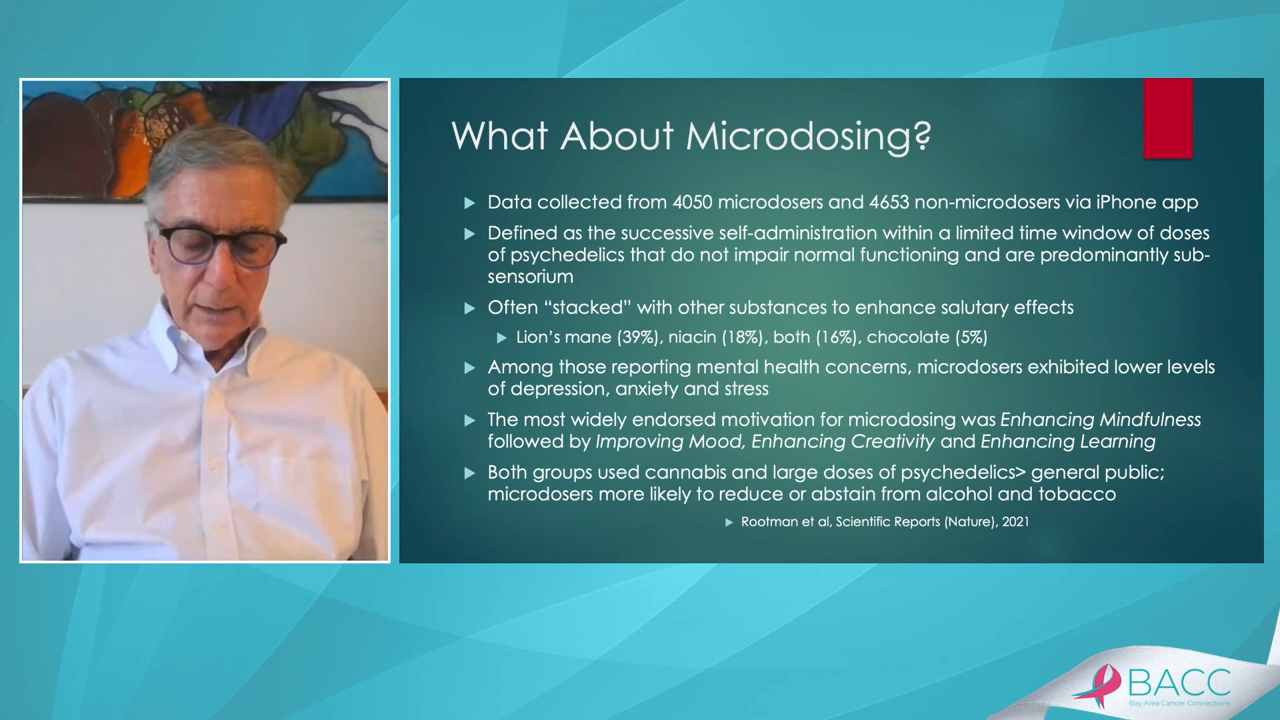 What About Microdosing?
Data collected from 4050 microdosers and 4653 non-microdosers via iPhone app
Defined as the successive self-administration within a limited time window of doses
of psychedelics that do not impair normal functioning and are predominantly sub-
sensorium
Often “stacked” with other substances to enhance salutary effects
Lion’s mane (39%), niacin (18%), both (16%), chocolate (5%)
Among those reporting mental health concerns, microdosers exhibited lower levels
of depression, anxiety and stress
The most widely endorsed motivation for microdosing was Enhancing Mindfulness
followed by Improving Mood, Enhancing Creativity and Enhancing Learning
Both groups used cannabis and large doses of psychedelics> general public;
microdosers more likely to reduce or abstain from alcohol and tobacco
Rootman et al, Scientific Reports (Nature), 2021
BACC
Bay Area Cancer Connections